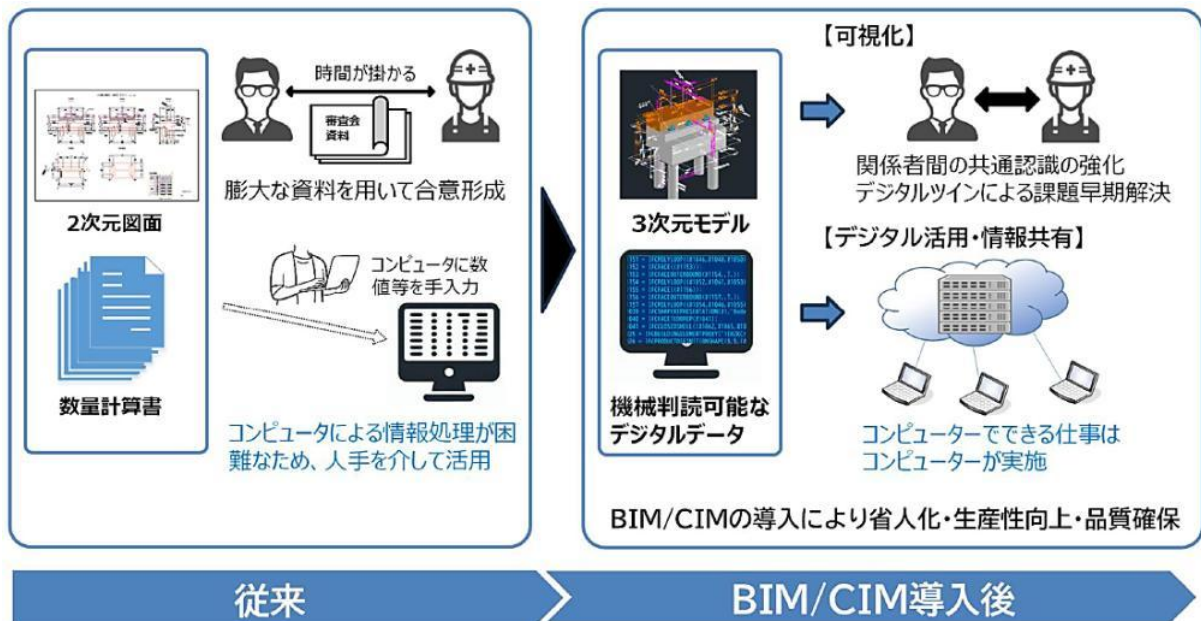 時間が掛かる
審査会
資料
膨大な資料を用いて合意形成
2次元図面
コンピュータに数
値等を手入力
数量計算書
コンピュータによる情報処理が困
難なため、人手を介して活用
【可視化】
関係者間の共通認識の強化
デジタルツインによる課題早期解決
3次元モデル
【デジタル活用・情報共有】
機械判読可能な
デジタルデータ
コンピューターでできる仕事は
コンピューターが実施
BIM/CIMの導入により省人化・生産性向上・品質確保
従来
BIM/CIM導入後